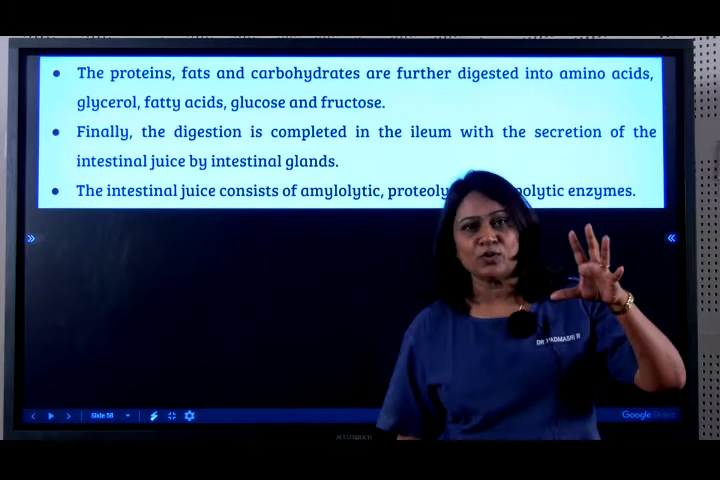 • The proteins, fats and carbohydrates are further digested into amino acids,
glycerol, fatty acids, glucose and fructose.
• Finally, the digestion is completed in the ileum with the secretion of the
intestinal juice by intestinal glands.
• The intestinal juice consists of amylolytic, enzymes.
DR PADMASRI R
Slide 58
Google Slides